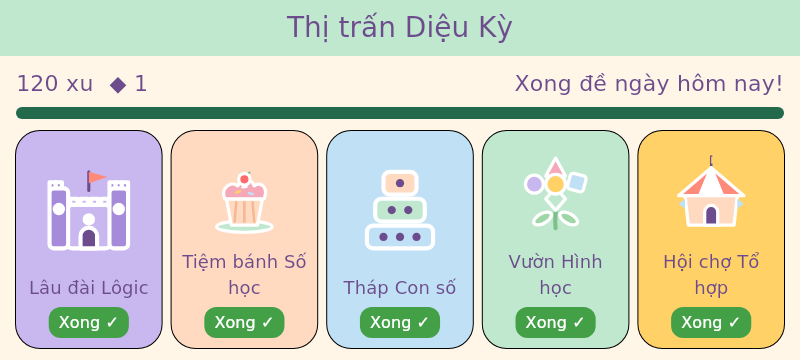 Thị trấn Diệu Kỳ
120 xu ◆ 1
Xong đề ngày hôm nay!
Lâu đài Lôgic
Xong ✓
Tiệm bánh Số
học
Xong ✓
Tháp Con số
Xong ✓
Vườn Hình
học
Xong ✓
Hội chợ Tổ
hợp
Xong ✓